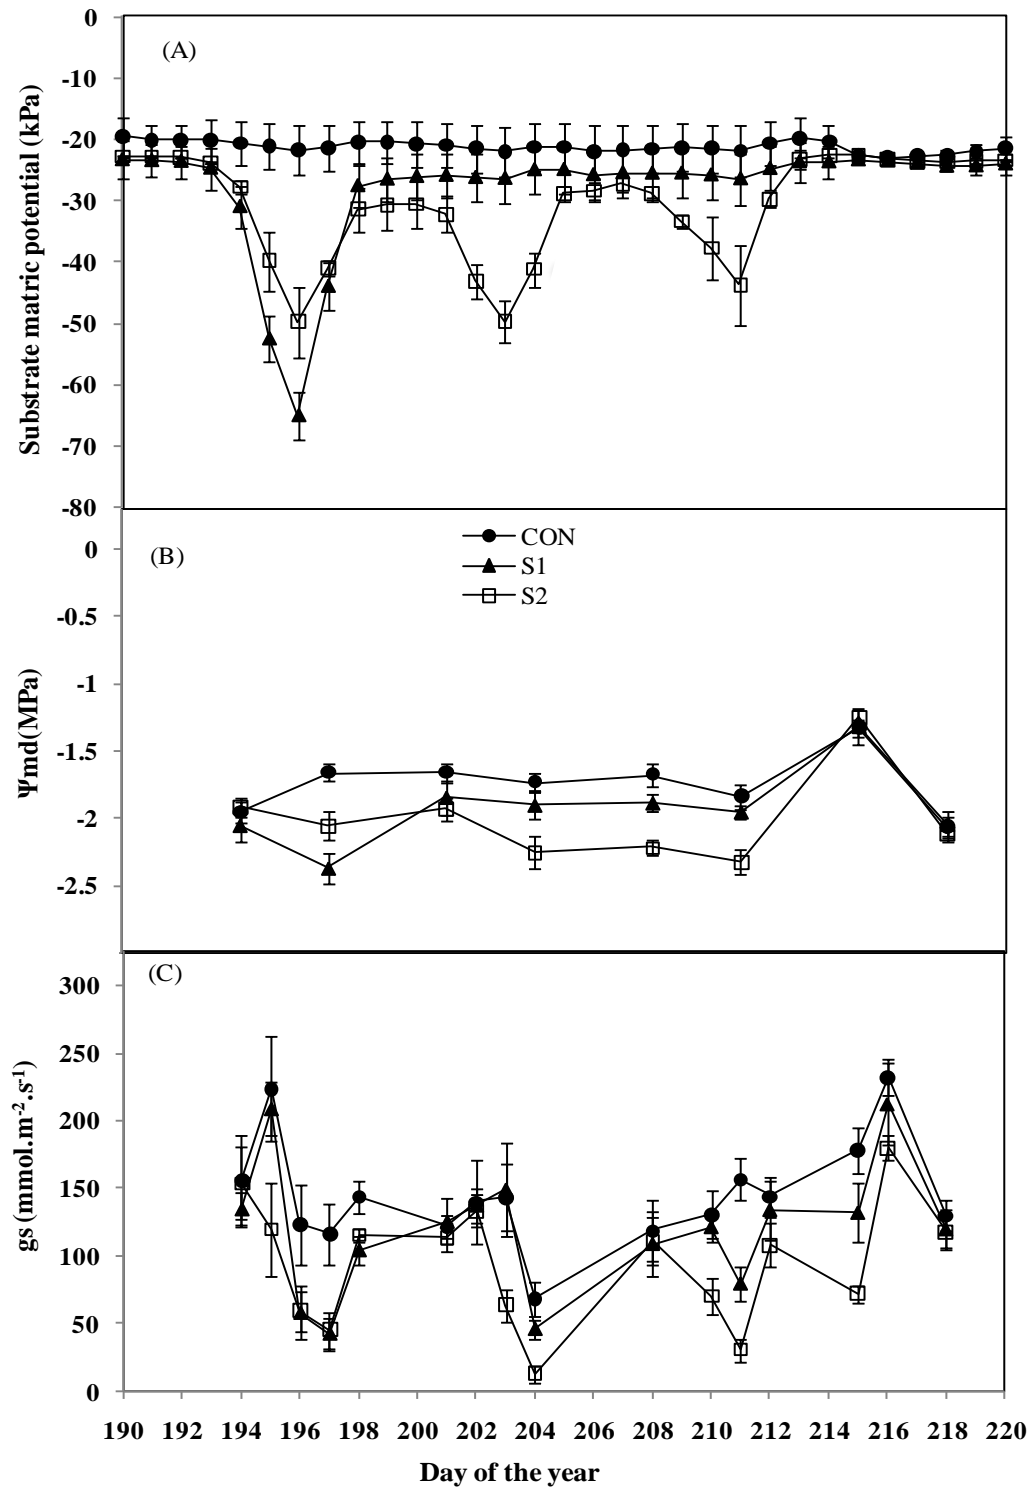 (A)
Substrate matric potential (kPa)
0
-10
-20
-30
-40
-50
-60
-70
-80
(B)
CON
S1
S2
Ψmd(MPa)
0
-0.5
-1
-1.5
-2
-2.5
(C)
gs (mmol.m⁻².s⁻¹)
300
250
200
150
100
50
0
190 192 194 196 198 200 202 204 206 208 210 212 214 216 218 220
Day of the year